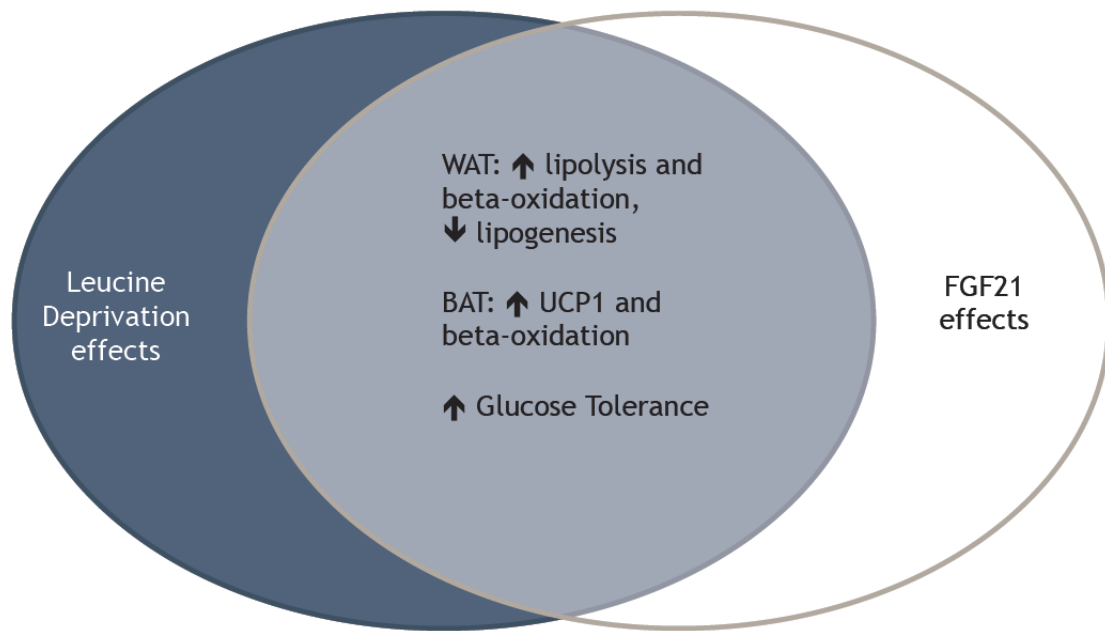 WAT: ↑ lipolysis and
beta-oxidation,
↓ lipogenesis
Leucine
Deprivation
effects
BAT: ↑ UCP1 and
beta-oxidation
↑ Glucose Tolerance
FGF21
effects